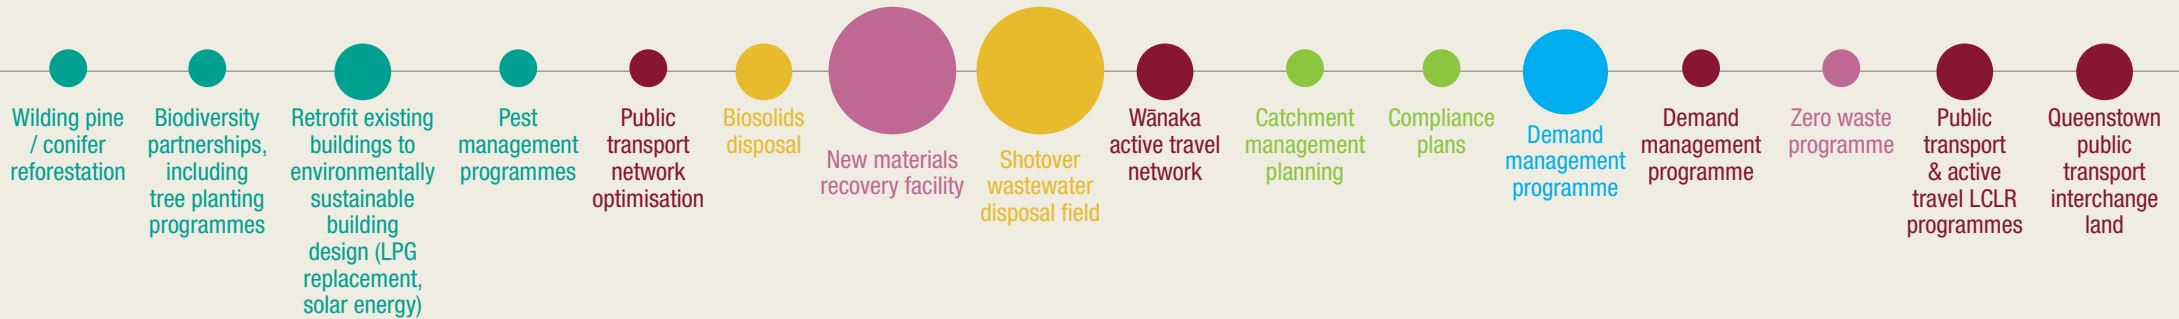 Wilding pine
/ conifer
reforestation
Biodiversity
partnerships,
including
tree planting
programmes
Retrofit existing
buildings to
environmentally
sustainable
building
design (LPG
replacement,
solar energy)
Pest
management
programmes
Public
transport
network
optimisation
Biosolids
disposal
New materials
recovery facility
Shotover
wastewater
disposal field
Wānaka
active travel
network
Catchment
management
planning
Compliance
plans
Demand
management
programme
Demand
management
programme
Zero waste
programme
Public
transport
& active
travel LCLR
programmes
Queenstown
public
transport
interchange
land